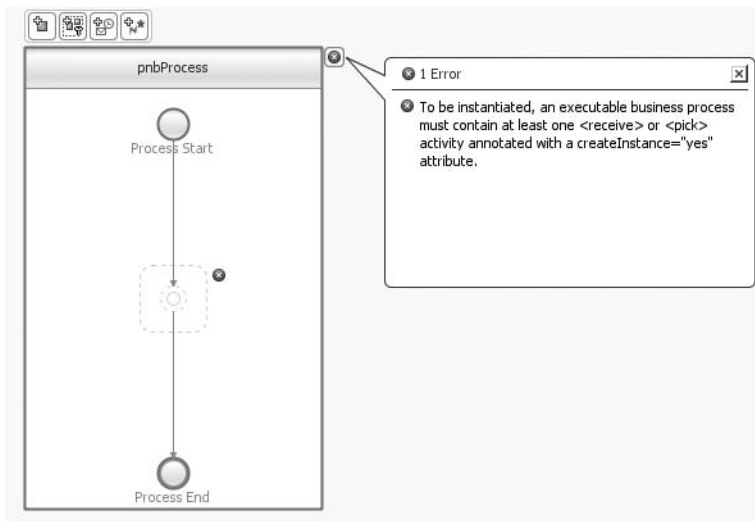 pnbProcess
1 Error
To be instantiated, an executable business process
must contain at least one <receive> or <pick>
activity annotated with a createInstance="yes"
attribute.
Process Start
Process End